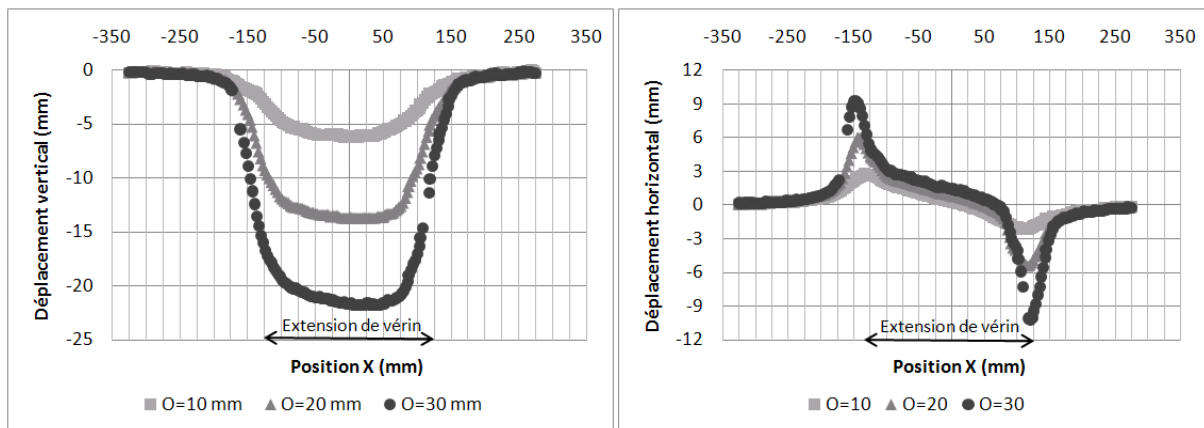 -350 -250 -150 -50 50 150 250 350
0
-5
-10
-15
-20
-25
Déplacement vertical (mm)
Extension de vérin
Position X (mm)
O=10 mm O=20 mm O=30 mm
-350 -250 -150 -50 50 150 250 350
12
9
6
3
0
-3
-6
-9
-12
Déplacement horizontal (mm)
Extension de vérin
Position X (mm)
O=10 O=20 O=30